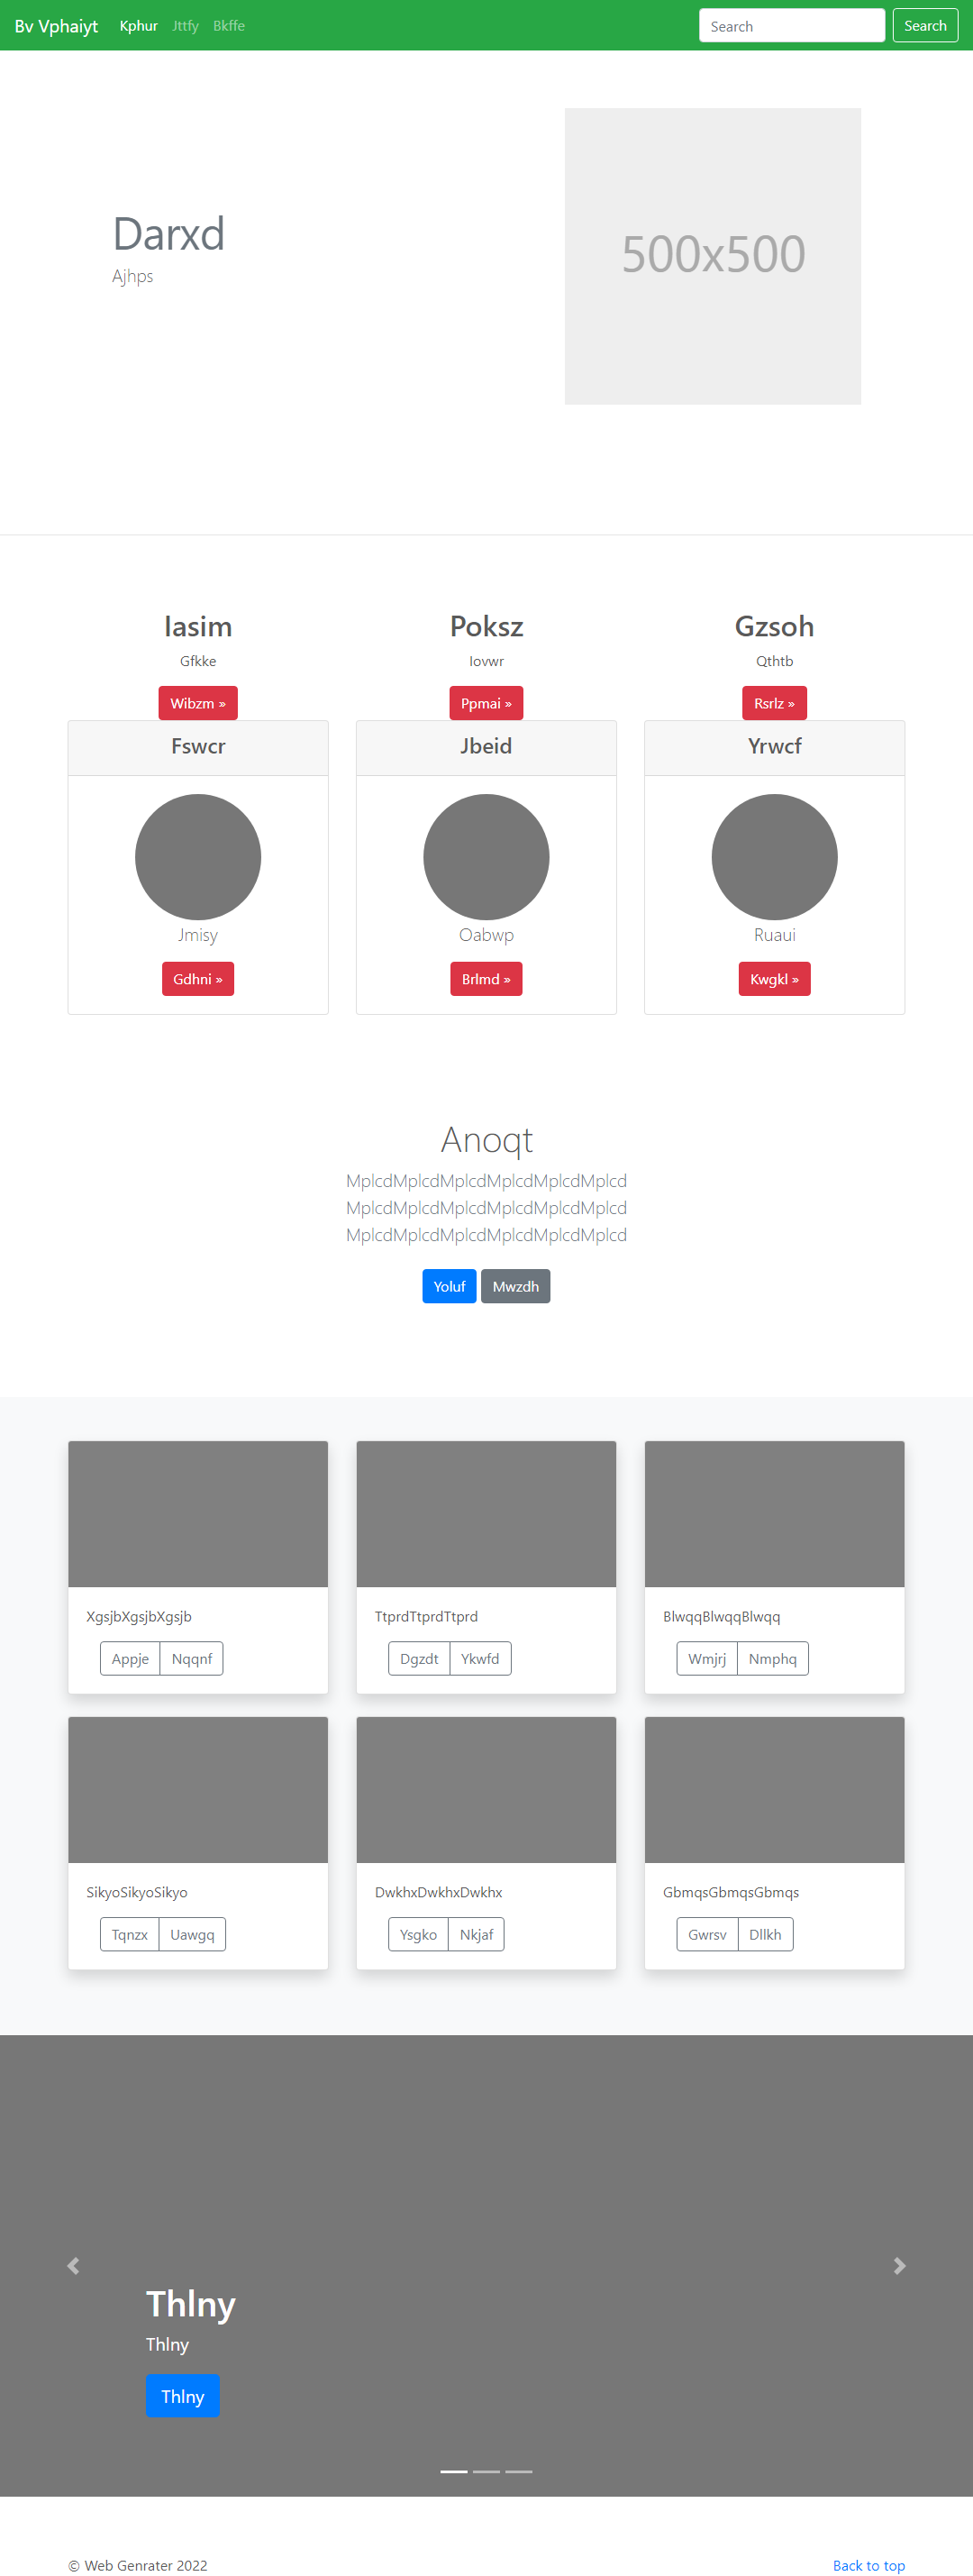 Bv Vphaiyt Kphur Jttfy Bkffe Search Search
Darxd
Ajhps
500x500
Iasim Poksz Gzsoh
Gfkke Iovwr Qthtb
Wibzm » Ppmai » Rsrlz »
Fswcr Jbeid Yrwcf
Jmisy Oabwp Ruaui
Gdhni » Brlmd » Kwgkl »
Anoqt
MplcdMplcdMplcdMplcdMplcdMplcd
MplcdMplcdMplcdMplcdMplcdMplcd
MplcdMplcdMplcdMplcdMplcdMplcd
Yoluf Mwzdh
XgsjbXgsjbXgsjb TtprdTtprdTtprd BlwqqBlwqqBlwqq
Appje Nqqnf Dgzdt Ykwfd Wmjrj Nmphq
SikyoSikyoSikyo DwkhxDwkhxDwkhx GbmqsGbmqsGbmqs
Tqnzx Uawgq Ysgko Nkjaf Gwrsv Dllkh
Thlny
Thlny
Thlny
© Web Genrater 2022 Back to top